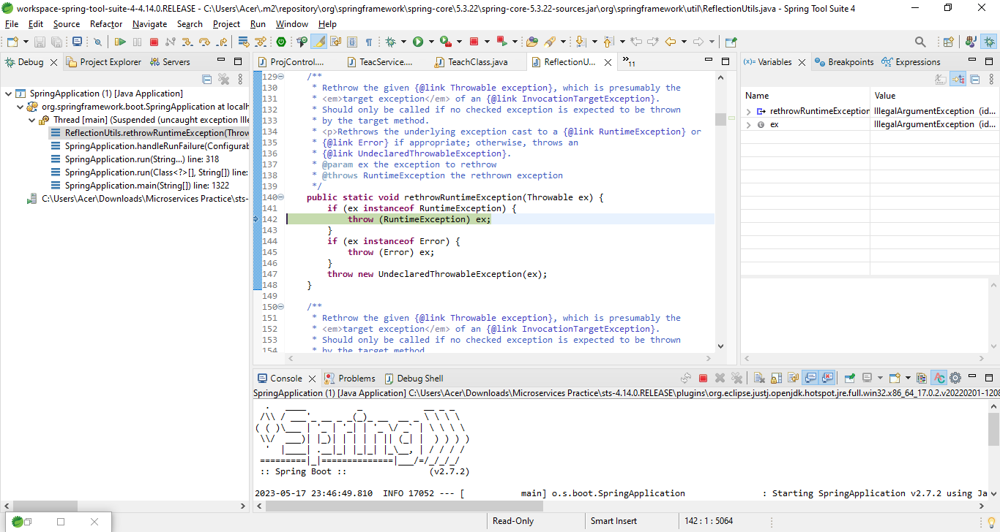 workspace-spring-tool-suite-4-4.14.0.RELEASE - C:\Users\Acer\.m2\repository\org\springframework\spring-core\5.3.22\spring-core-5.3.22-sources.jar\org\springframework\util\ReflectionUtils.java - Spring Tool Suite 4
File Edit Source Refactor Navigate Search Project Run Window Help
Debug Project Explorer Servers
SpringApplication (1) [Java Application]
org.springframework.boot.SpringApplication at localh
Thread [main] (Suspended (uncaught exception Ille
ReflectionUtils.rethrowRuntimeException(Throw
SpringApplication.handleRunFailure(Configurab
SpringApplication.run(String...) line: 318
SpringApplication.run(Class<?>[], String[]) line:
SpringApplication.main(String[]) line: 1322
C:\Users\Acer\Downloads\Microservices Practice\sts-
ProjControl.... TeacService.... TeachClass.java ReflectionU... »11
129 /**
130 * Rethrow the given {@link Throwable exception}, which is presumably the
131 * <em>target exception</em> of an {@link InvocationTargetException}.
132 * Should only be called if no checked exception is expected to be thrown
133 * by the target method.
134 * <p>Rethrows the underlying exception cast to a {@link RuntimeException} or
135 * {@link Error} if appropriate; otherwise, throws an
136 * {@link UndeclaredThrowableException}.
137 * @param ex the exception to rethrow
138 * @throws RuntimeException the rethrown exception
139 */
140 public static void rethrowRuntimeException(Throwable ex) {
141 if (ex instanceof RuntimeException) {
142 throw (RuntimeException) ex;
143 }
144 if (ex instanceof Error) {
145 throw (Error) ex;
146 }
147 throw new UndeclaredThrowableException(ex);
148 }
149
150 /**
151 * Rethrow the given {@link Throwable exception}, which is presumably the
152 * <em>target exception</em> of an {@link InvocationTargetException}.
153 * Should only be called if no checked exception is expected to be thrown
154 * by the target method
(x)= Variables Breakpoints Expressions
Name Value
rethrowRuntimeException IllegalArgumentException (id...
ex IllegalArgumentException (id...
Console Problems Debug Shell
SpringApplication (1) [Java Application] C:\Users\Acer\Downloads\Microservices Practice\sts-4.14.0.RELEASE\plugins\org.eclipse.justj.openjdk.hotspot.jre.full.win32.x86_64_17.0.2.v20220201-1208
Spring
:: Spring Boot :: (v2.7.2)
2023-05-17 23:46:49.810 INFO 17052 --- [ main] o.s.boot.SpringApplication : Starting SpringApplication v2.7.2 using Ja
Read-Only Smart Insert 142 : 1 : 5064